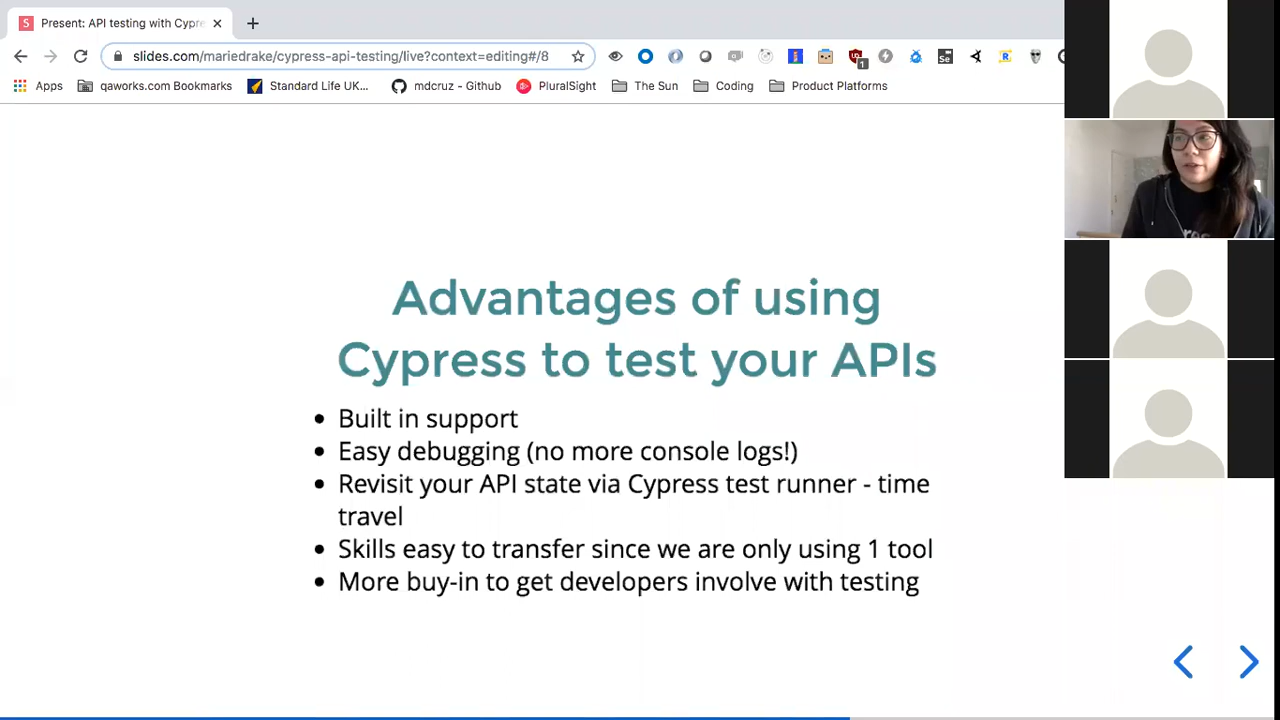 Present: API testing with Cypre
slides.com/mariedrake/cypress-api-testing/live?context=editing#/8
1
Se
R
Apps
qaworks.com Bookmarks
Standard Life UK...
mdcruz - Github
PluralSight
The Sun
Coding
Product Platforms
Advantages of using
Cypress to test your APIs
• Built in support
• Easy debugging (no more console logs!)
• Revisit your API state via Cypress test runner - time
travel
• Skills easy to transfer since we are only using 1 tool
• More buy-in to get developers involve with testing